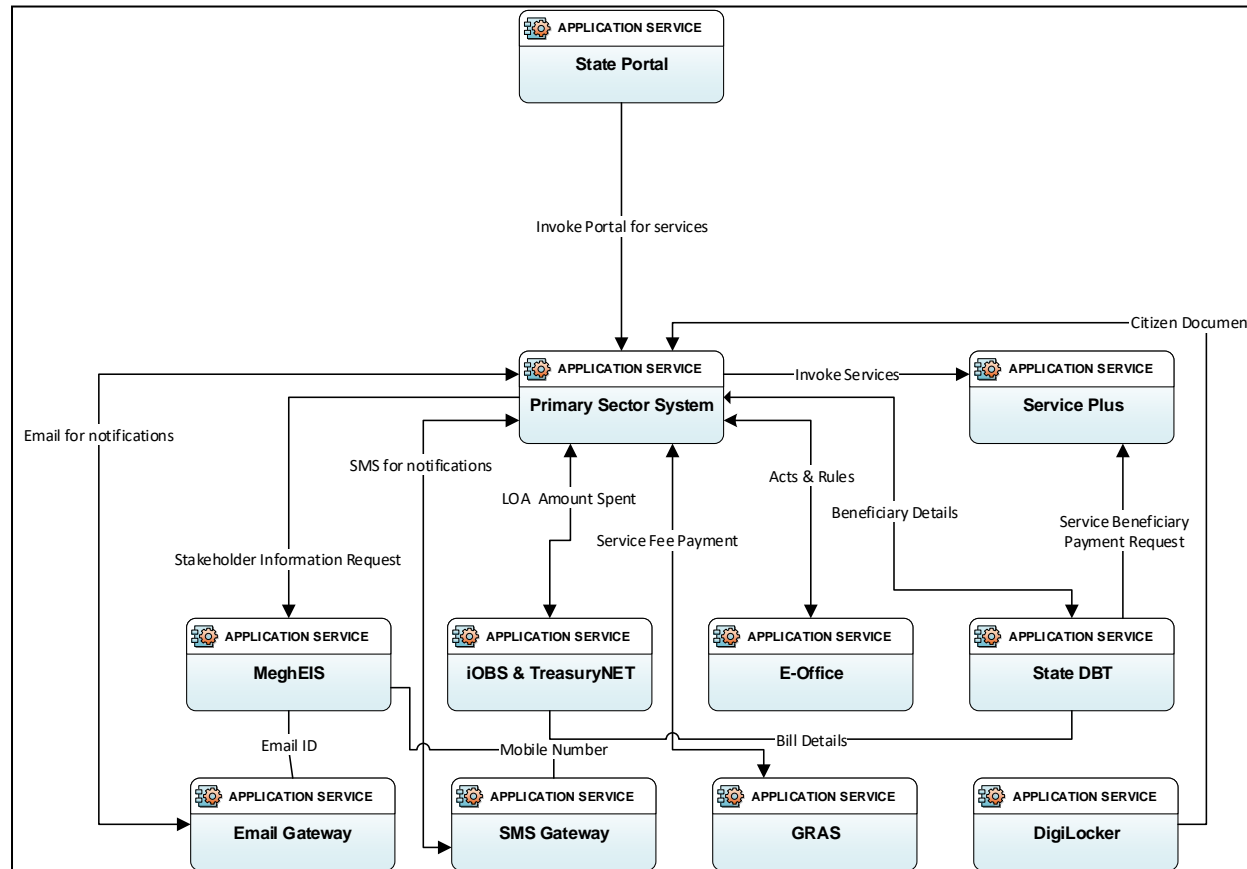 APPLICATION SERVICE
State Portal
Invoke Portal for services
Citizen Document
APPLICATION SERVICE
Primary Sector System
Invoke Services
APPLICATION SERVICE
Service Plus
Email for notifications
SMS for notifications
LOA  Amount Spent
Service Fee Payment
Acts & Rules
Beneficiary Details
Service Beneficiary
Payment Request
Stakeholder Information Request
APPLICATION SERVICE
MeghEIS
APPLICATION SERVICE
iOBS & TreasuryNET
APPLICATION SERVICE
E-Office
APPLICATION SERVICE
State DBT
Email ID
Mobile Number
Bill Details
APPLICATION SERVICE
Email Gateway
APPLICATION SERVICE
SMS Gateway
APPLICATION SERVICE
GRAS
APPLICATION SERVICE
DigiLocker